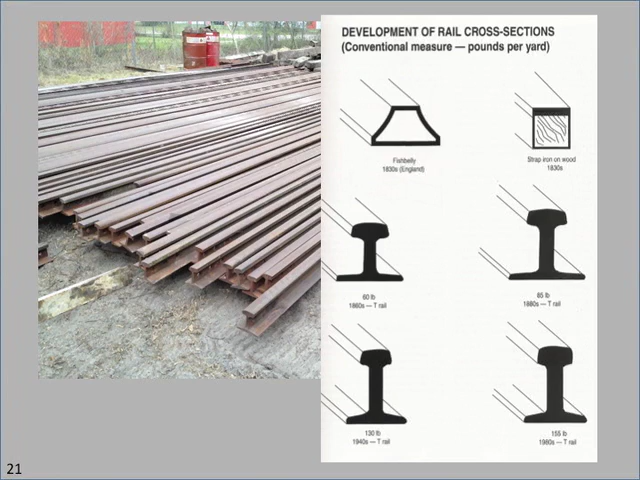 DEVELOPMENT OF RAIL CROSS-SECTIONS
(Conventional measure — pounds per yard)
Fishbelly
1830s (England)
Strap iron on wood
1830s
60 lb
1860s — T rail
85 lb
1880s — T rail
130 lb
1940s — T rail
155 lb
1980s — T rail
21